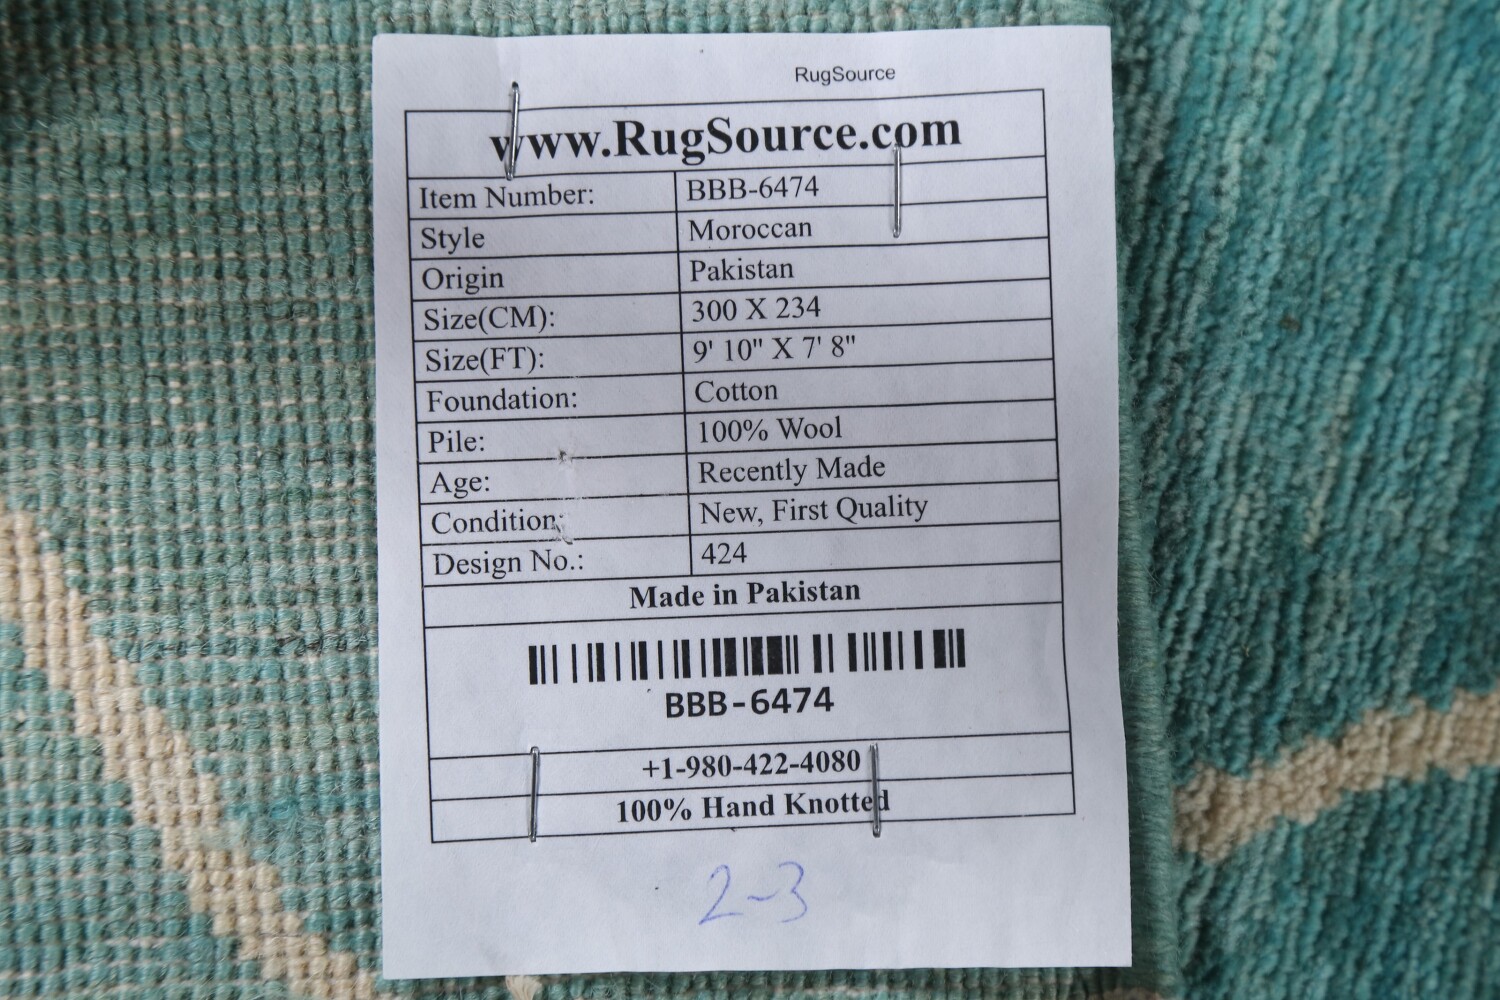 RugSource
www.RugSource.com
Item Number: BBB-6474
Style Moroccan
Origin Pakistan
Size(CM): 300 X 234
Size(FT): 9' 10" X 7' 8"
Foundation: Cotton
Pile: 100% Wool
Age: Recently Made
Condition: New, First Quality
Design No.: 424
Made in Pakistan
BBB-6474
+1-980-422-4080
100% Hand Knotted
2-3